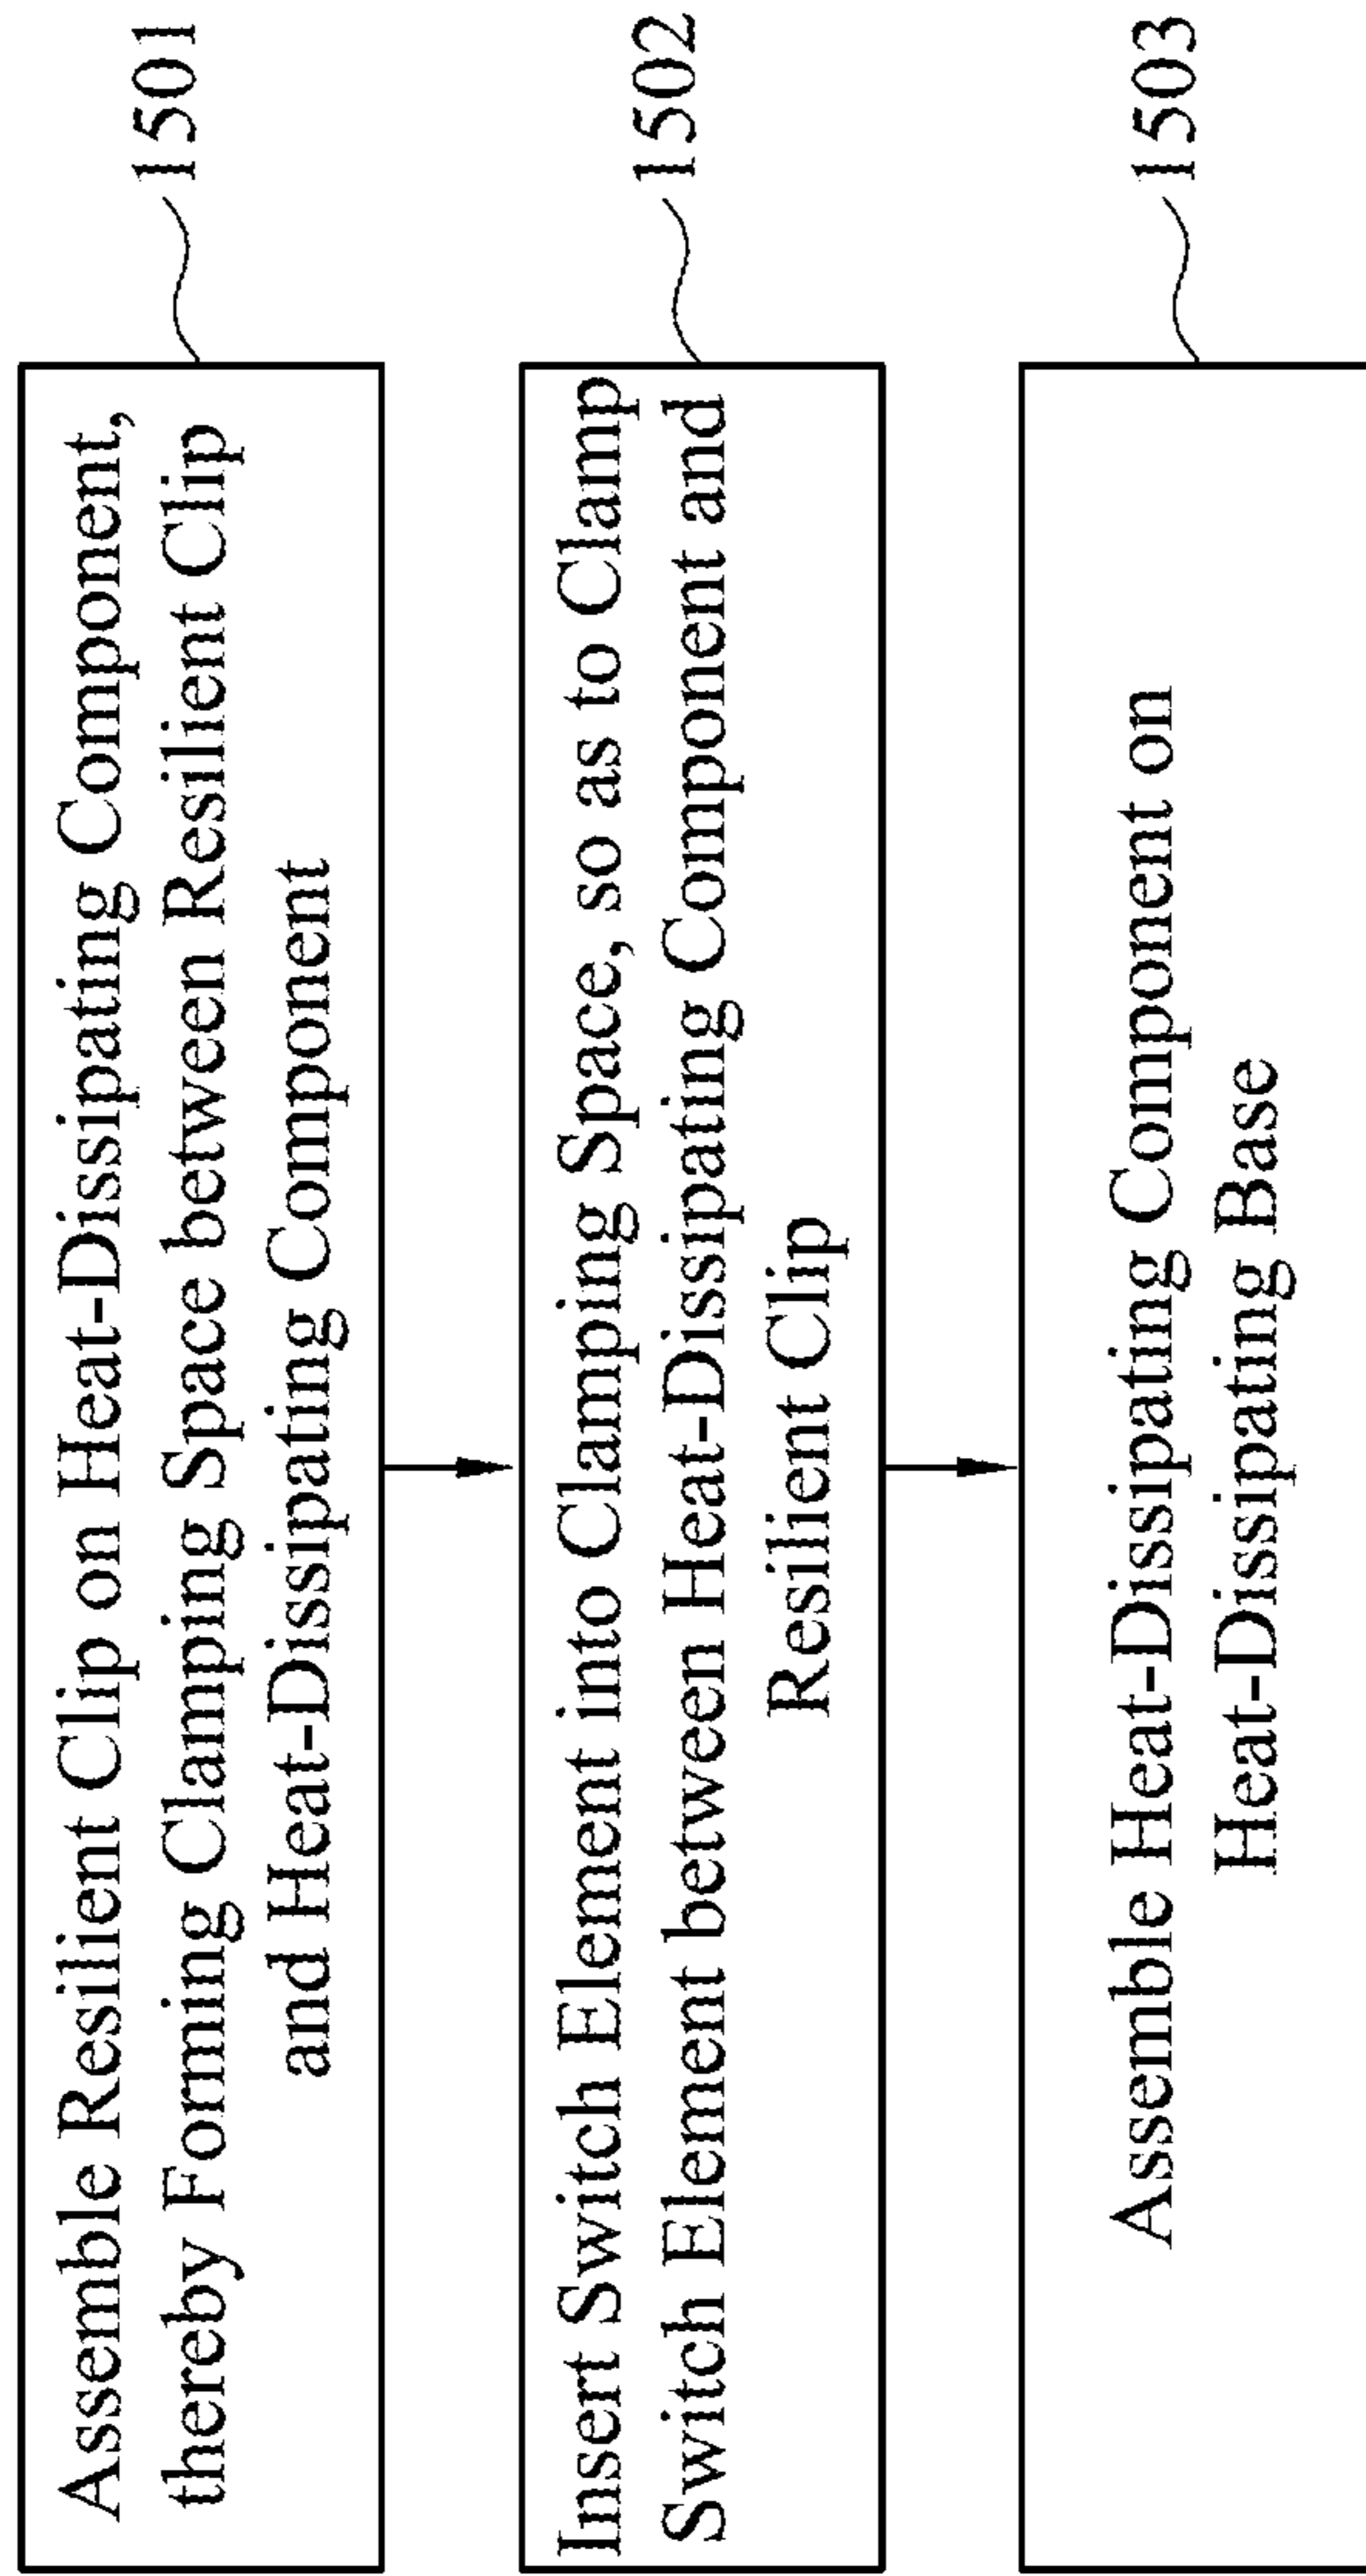 Assemble Resilient Clip on Heat-Dissipating Component,
thereby Forming Clamping Space between Resilient Clip
and Heat-Dissipating Component
1501
Insert Switch Element into Clamping Space, so as to Clamp
Switch Element between Heat-Dissipating Component and
Resilient Clip
1502
Assemble Heat-Dissipating Component on
Heat-Dissipating Base
1503